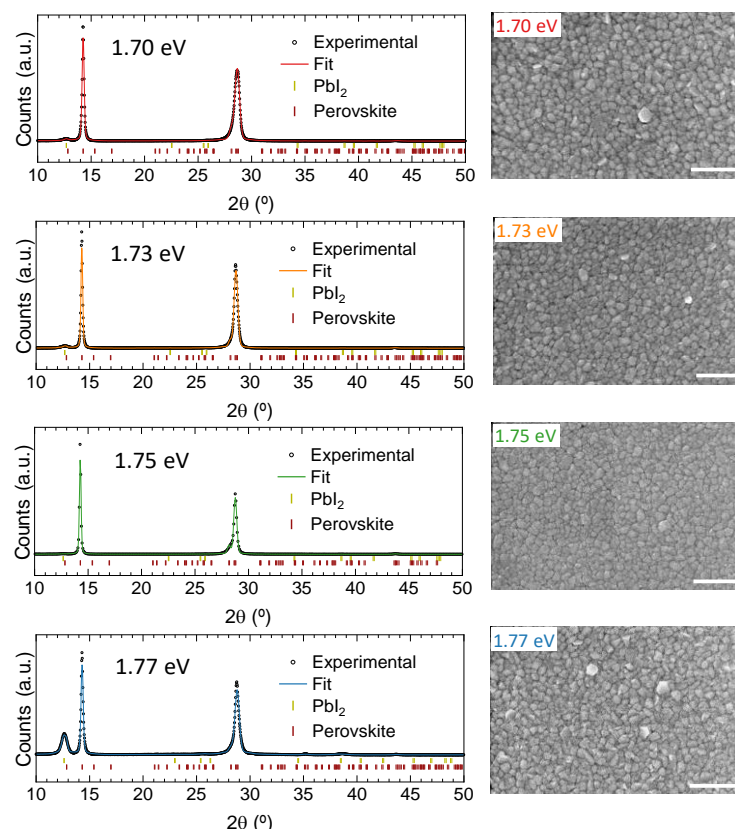 1.70 eV
Experimental
Fit
PbI2
Perovskite
Counts (a.u.)
10 15 20 25 30 35 40 45 50
2θ (º)
1.70 eV
1.73 eV
Experimental
Fit
PbI2
Perovskite
Counts (a.u.)
10 15 20 25 30 35 40 45 50
2θ (º)
1.73 eV
1.75 eV
Experimental
Fit
PbI2
Perovskite
Counts (a.u.)
10 15 20 25 30 35 40 45 50
2θ (º)
1.75 eV
1.77 eV
Experimental
Fit
PbI2
Perovskite
Counts (a.u.)
10 15 20 25 30 35 40 45 50
2θ (º)
1.77 eV